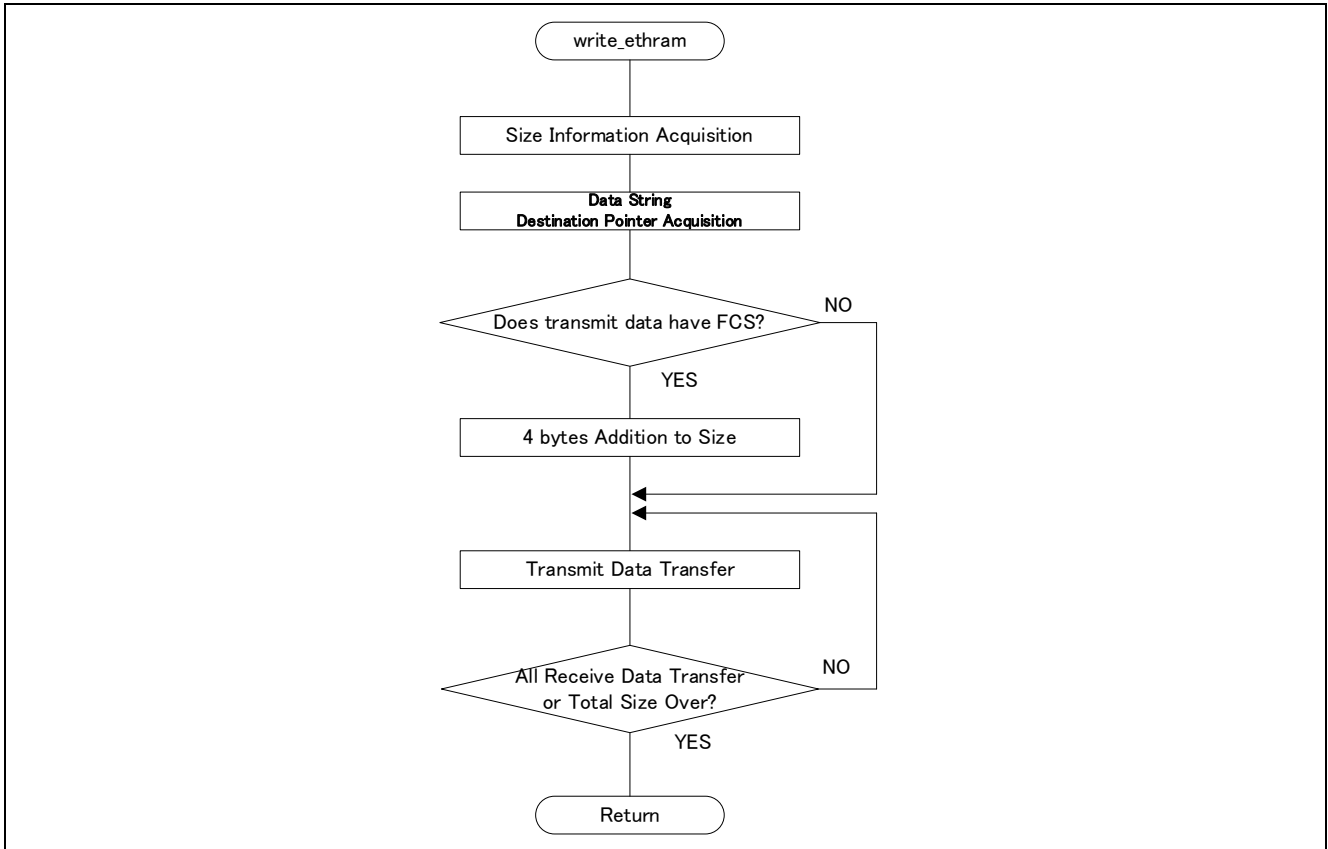 write_ethram
Size Information Acquisition
Data String
Destination Pointer Acquisition
Does transmit data have FCS?
NO
YES
4 bytes Addition to Size
Transmit Data Transfer
All Receive Data Transfer
or Total Size Over?
NO
YES
Return